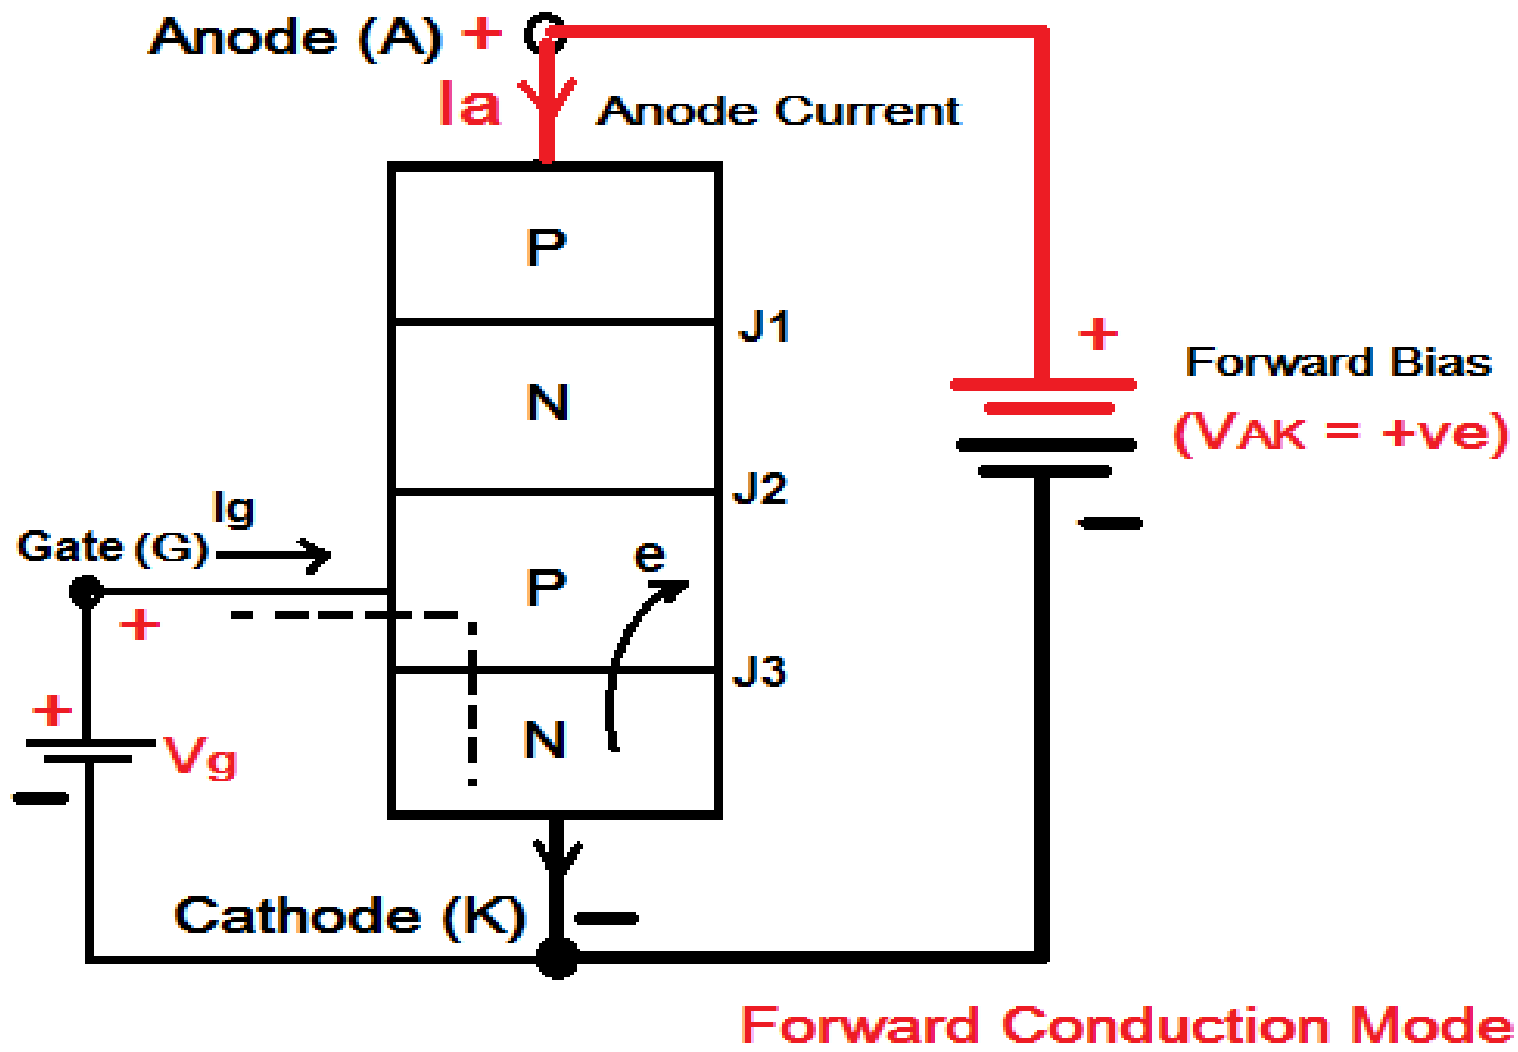 Anode (A) +
Ia
Anode Current
P
J1
+
Forward Bias
(VAK = +ve)
N
J2
Ig
Gate (G)
e
P
+
J3
+
N
Vg
Cathode (K)
Forward Conduction Mode